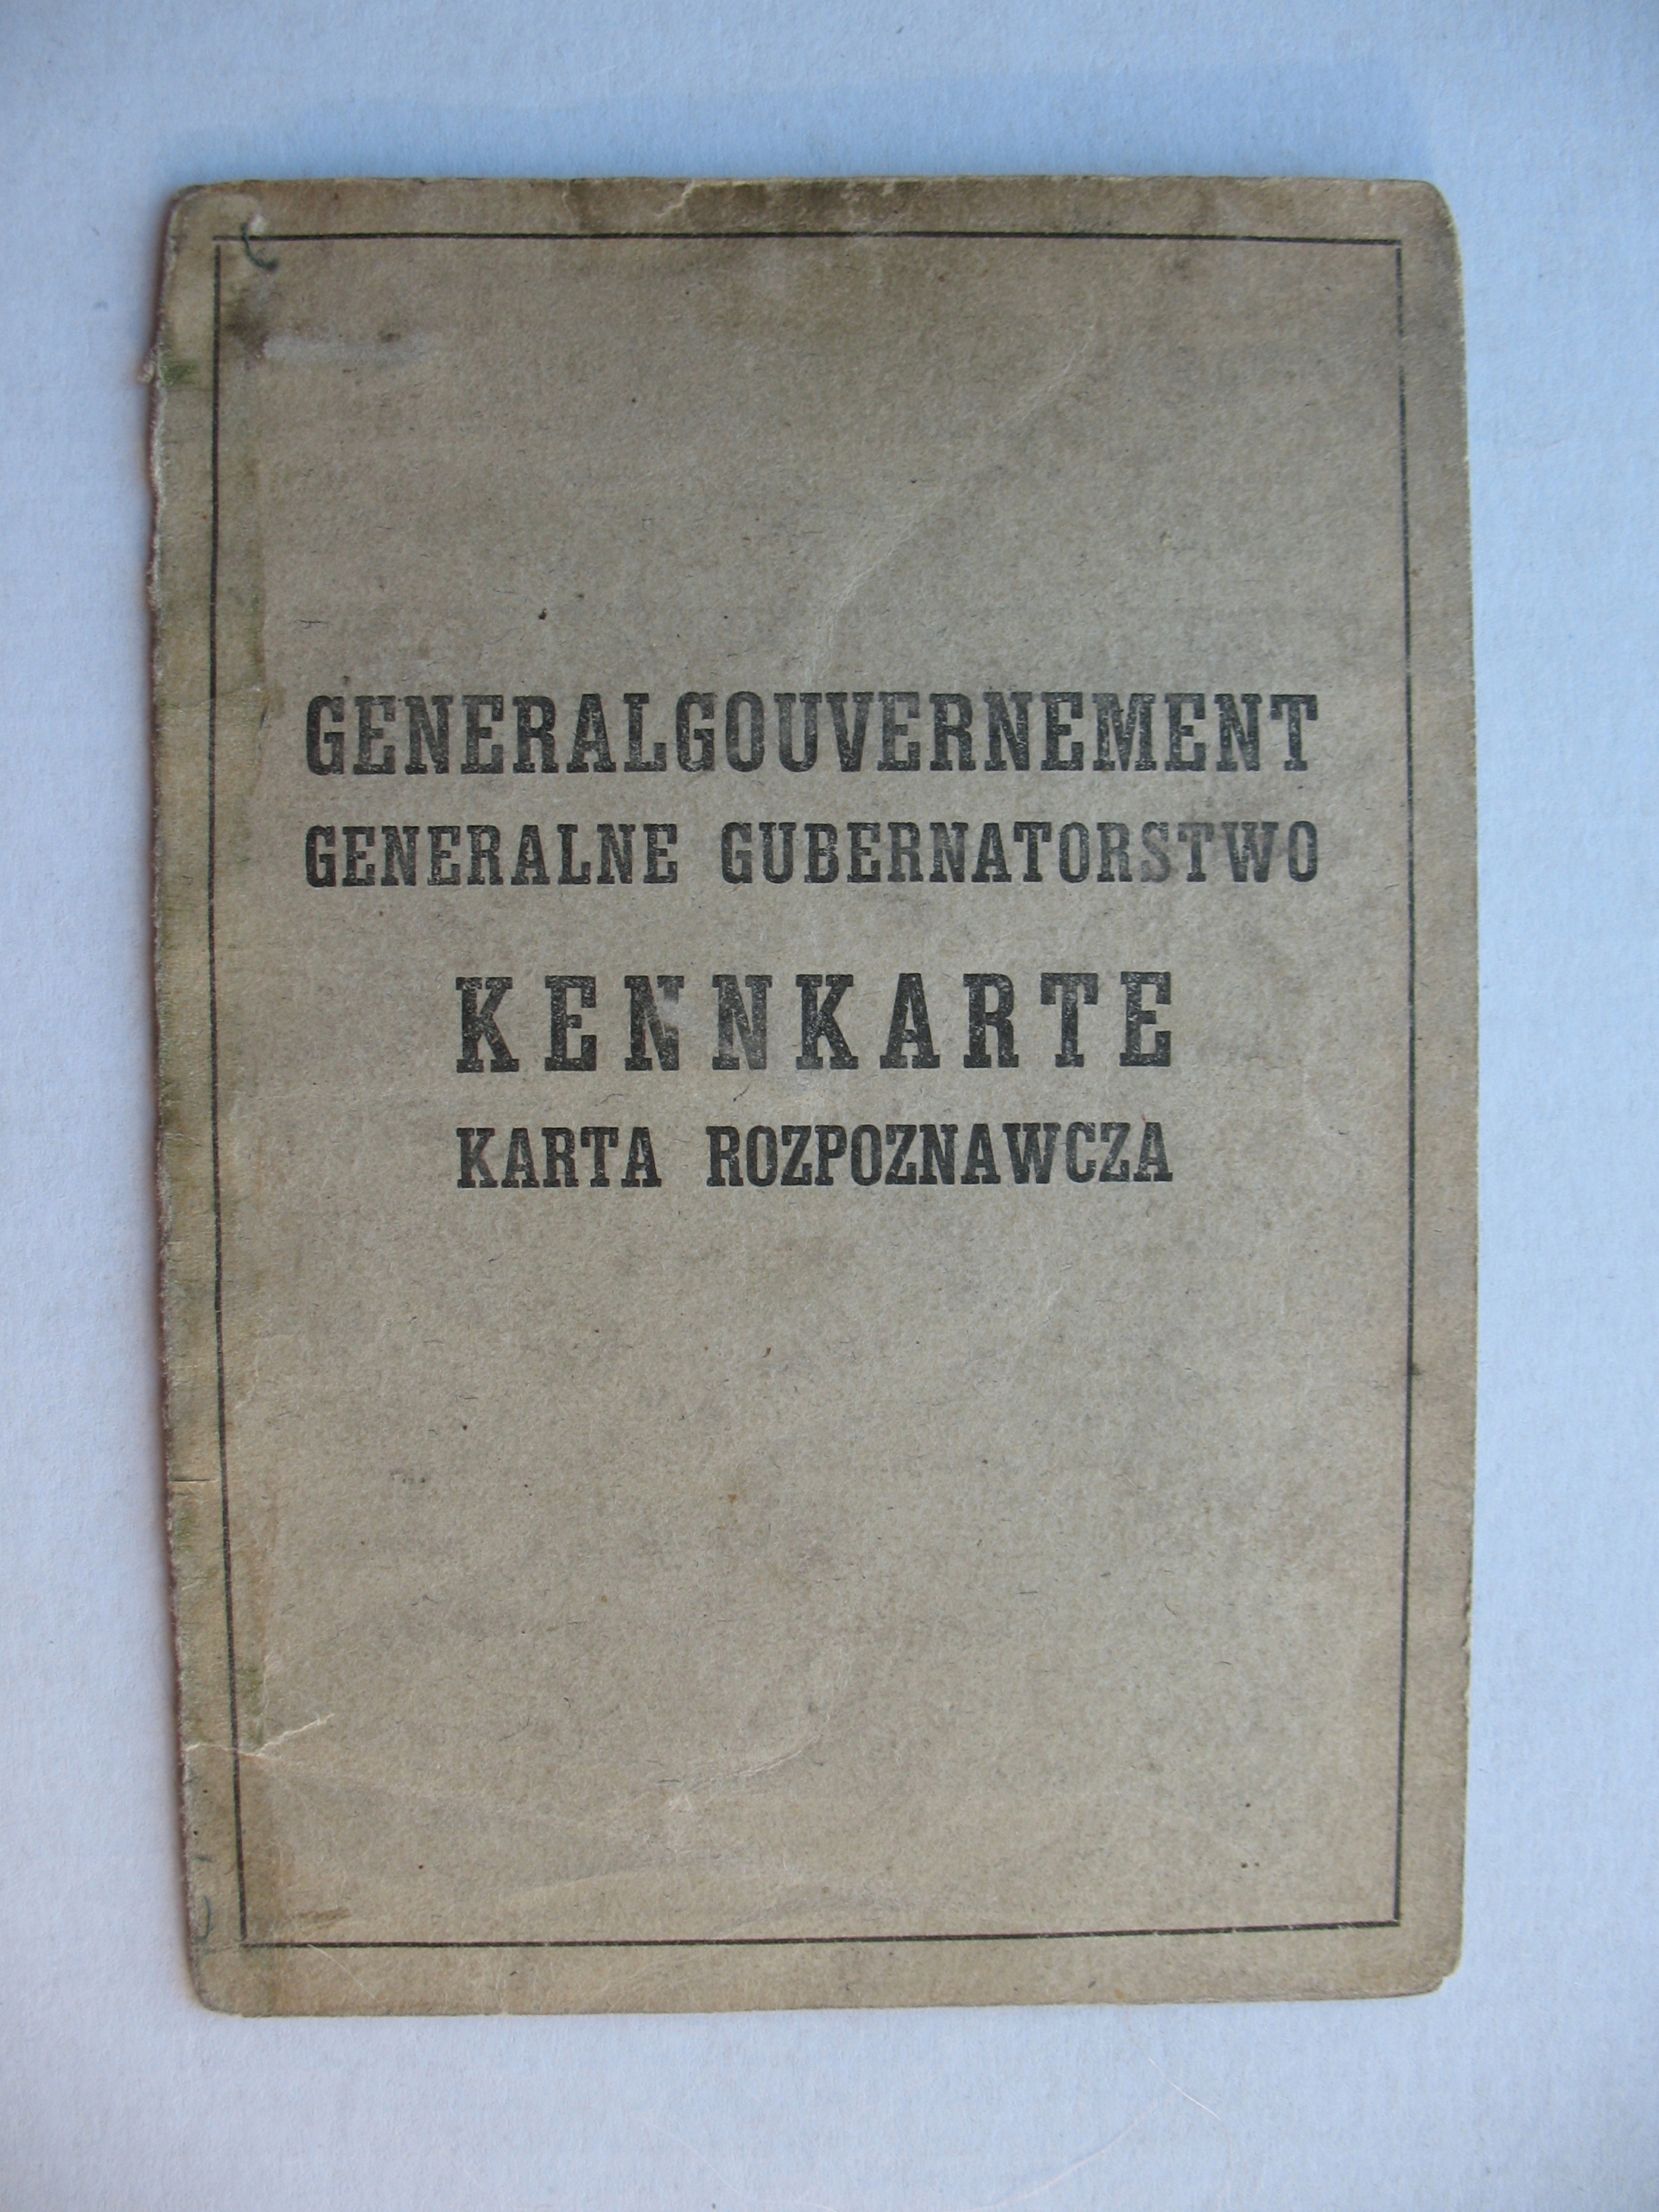 GENERALGOUVERNEMENT
GENERALNE GUBERNATORSTWO
KENNKARTE
KARTA ROZPOZNAWCZA